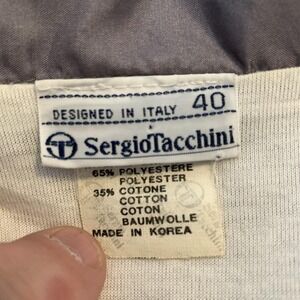 DESIGNED IN ITALY 40
SergioTacchini
65% POLYESTERE
POLYESTER
35% COTONE
COTTON
COTON
BAUMWOLLE
MADE IN KOREA